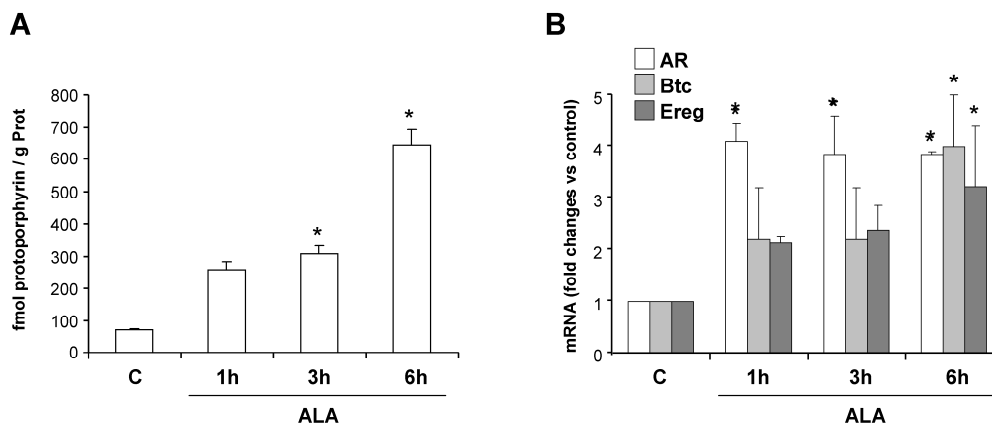 A
fmol protoporphyrin / g Prot
800
700
600
500
400
300
200
100
0
*
*
C 1h 3h 6h
ALA
B
AR
Btc
Ereg
mRNA (fold changes vs control)
5
4
3
2
1
0
* * * * *
C 1h 3h 6h
ALA